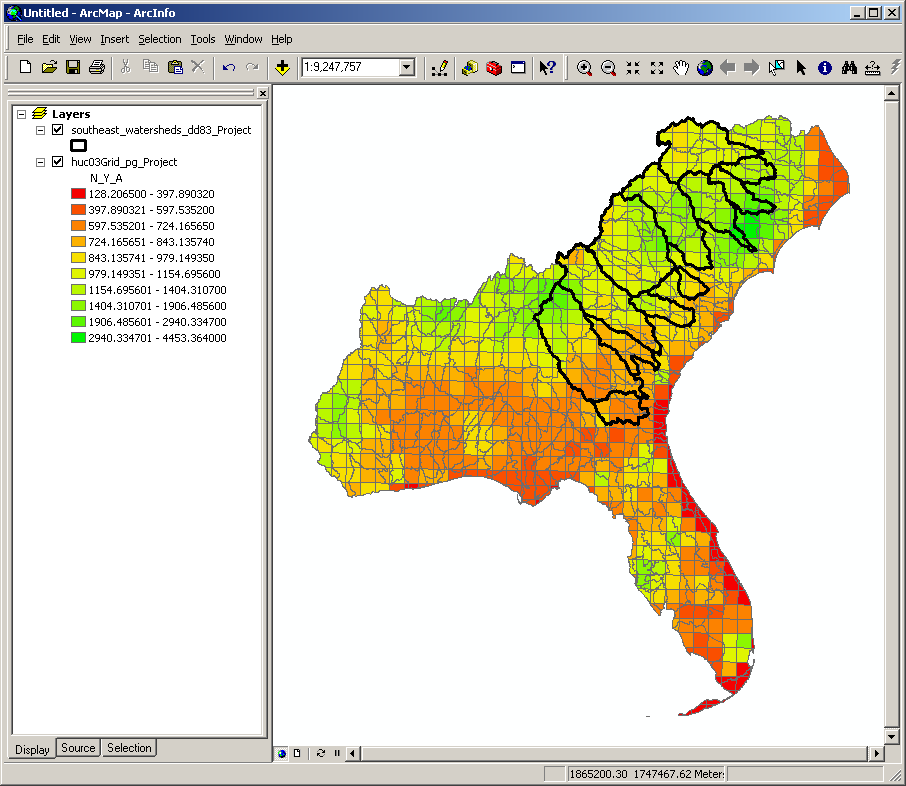 Untitled - ArcMap - ArcInfo
File Edit View Insert Selection Tools Window Help
1:9,247,757
Layers
southeast_watersheds_dd83_Project
huc03Grid_pg_Project
N_Y_A
128.206500 - 397.890320
397.890321 - 597.535200
597.535201 - 724.165650
724.165651 - 843.135740
843.135741 - 979.149350
979.149351 - 1154.695600
1154.695601 - 1404.310700
1404.310701 - 1906.485600
1906.485601 - 2940.334700
2940.334701 - 4453.364000
Display Source Selection
1865200.30 1747467.62 Meters